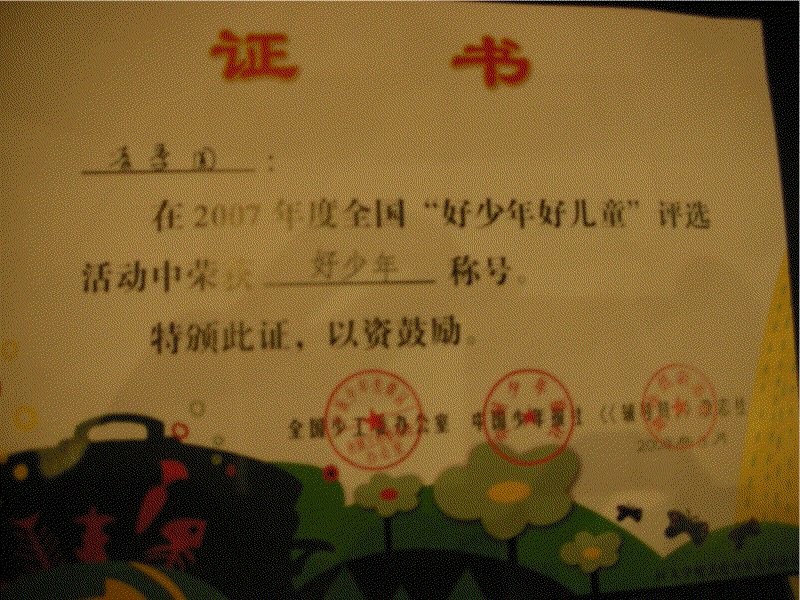 证书
在2007年度全国“好少年好儿童”评选
活动中荣获 好少年 称号。
特颁此证，以资鼓励。
全国少工委办公室 中国少年报社 《辅导员》杂志社